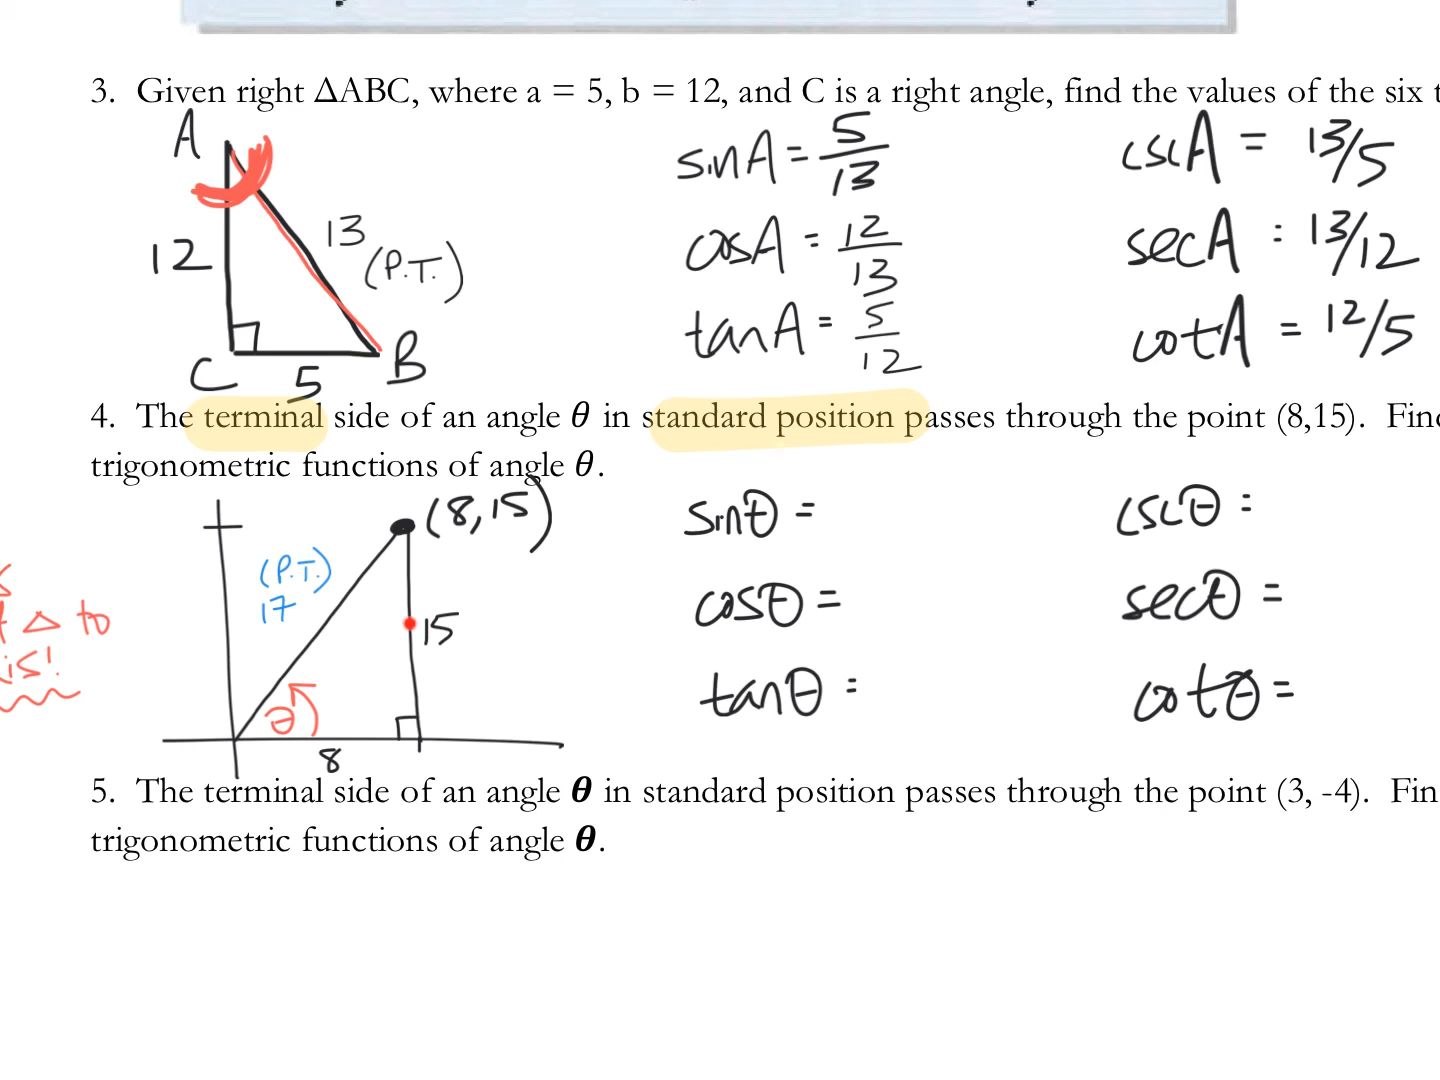 3. Given right ΔABC, where a = 5, b = 12, and C is a right angle, find the values of the six t
A
12
13
(P.T.)
C
5
B
sinA = 5/13
cosA = 12/13
tanA = 5/12
cscA = 13/5
secA = 13/12
cotA = 12/5
4. The terminal side of an angle θ in standard position passes through the point (8,15). Find
trigonometric functions of angle θ.
(8,15)
(P.T.)
17
15
θ
8
△ to
is!
sinθ =
cosθ =
tanθ =
cscθ =
secθ =
cotθ =
5. The terminal side of an angle θ in standard position passes through the point (3, -4). Fin
trigonometric functions of angle θ.